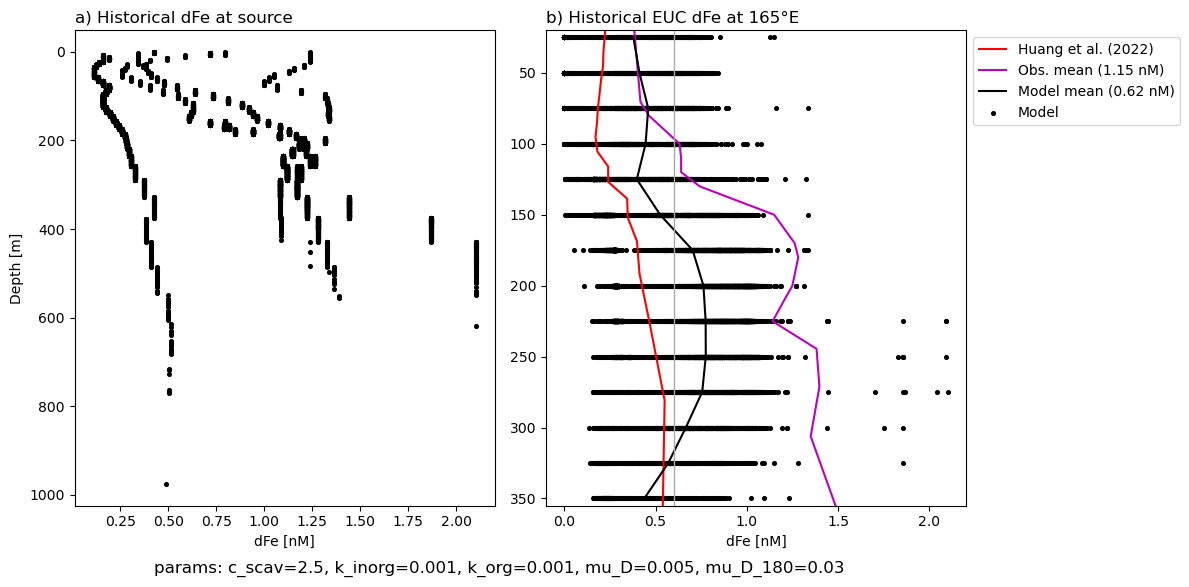 a) Historical dFe at source
0
200
400
600
800
1000
Depth [m]
0.25 0.50 0.75 1.00 1.25 1.50 1.75 2.00
dFe [nM]
b) Historical EUC dFe at 165°E
50
100
150
200
250
300
350
0.0 0.5 1.0 1.5 2.0
dFe [nM]
Huang et al. (2022)
Obs. mean (1.15 nM)
Model mean (0.62 nM)
Model
params: c_scav=2.5, k_inorg=0.001, k_org=0.001, mu_D=0.005, mu_D_180=0.03